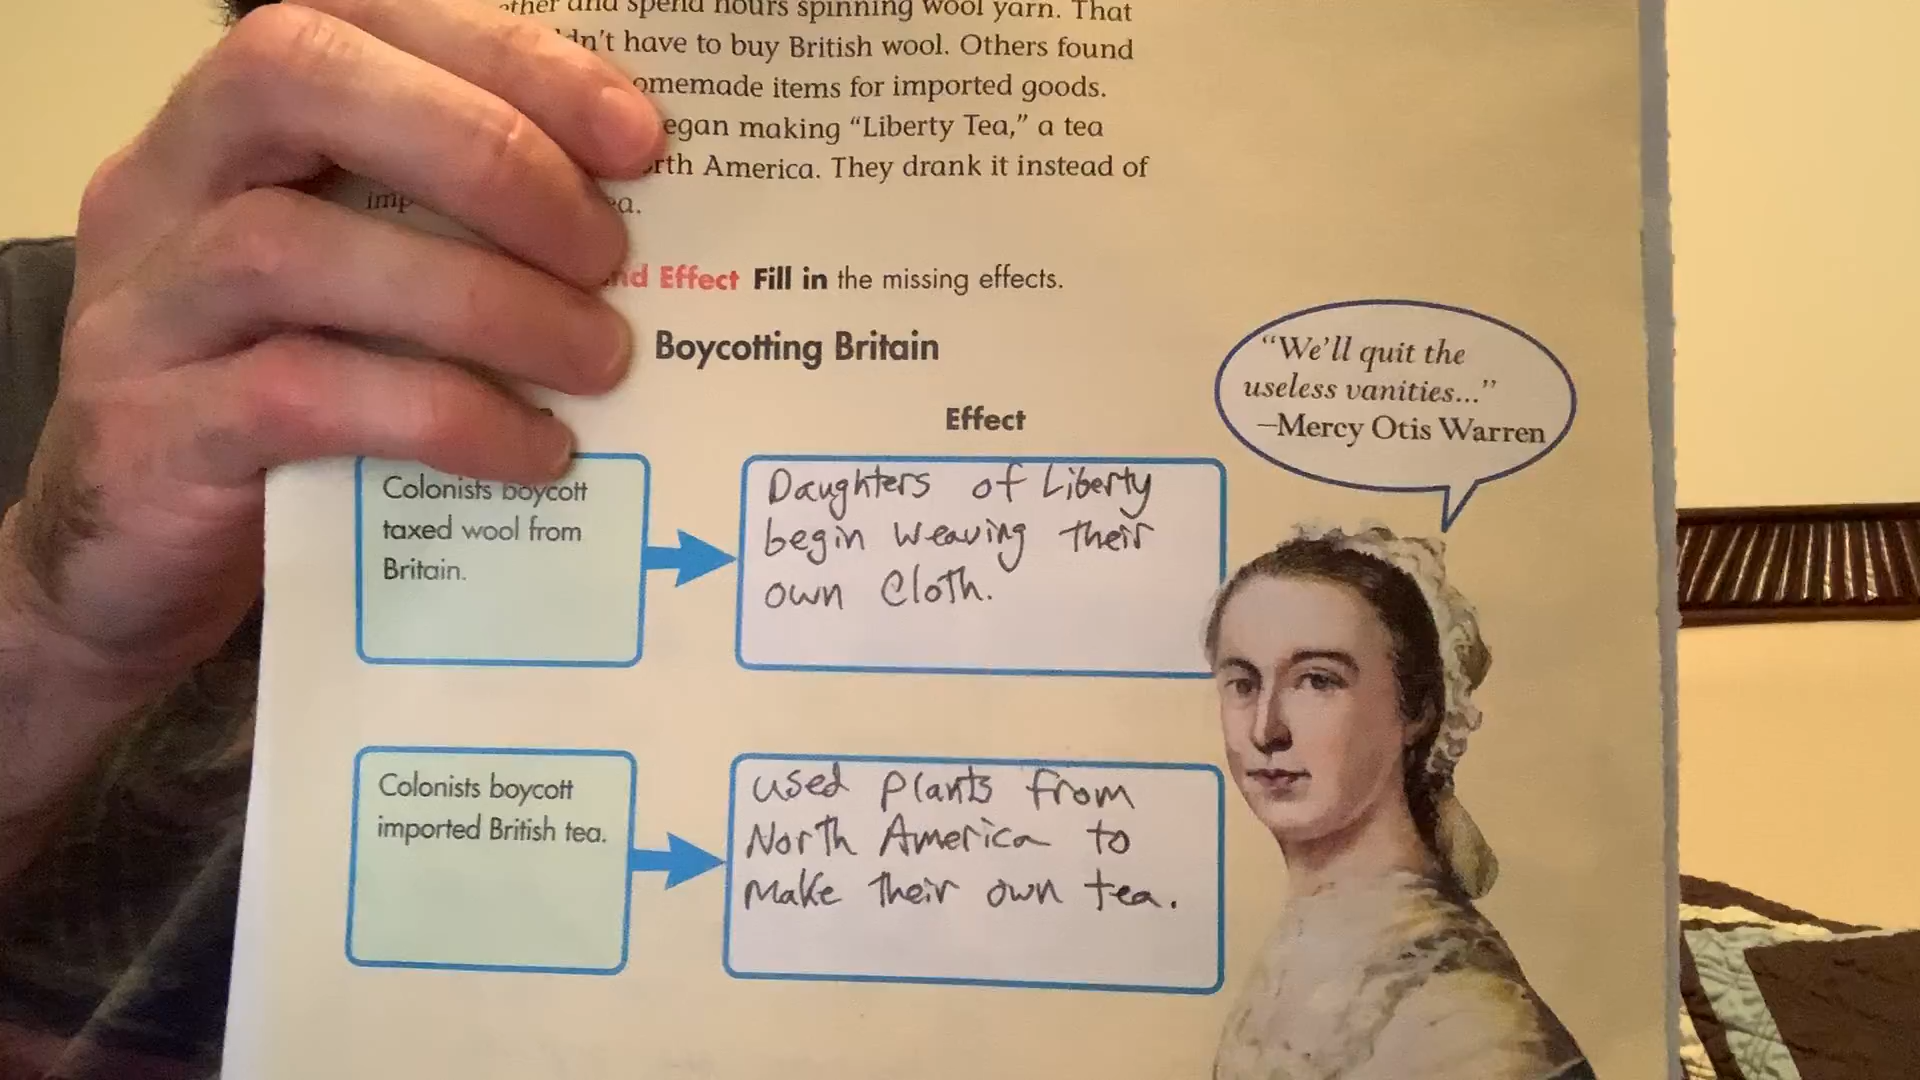 and spend hours spinning wool yarn. That
have to buy British wool. Others found
items for imported goods.
making “Liberty Tea,” a tea
America. They drank it instead of
Effect Fill in the missing effects.
Boycotting Britain
Effect
“We’ll quit the
useless vanities...”
–Mercy Otis Warren
Colonists boycott
taxed wool from
Britain.
Daughters of Liberty
begin weaving their
own cloth.
Colonists boycott
imported British tea.
used plants from
North America to
make their own tea.